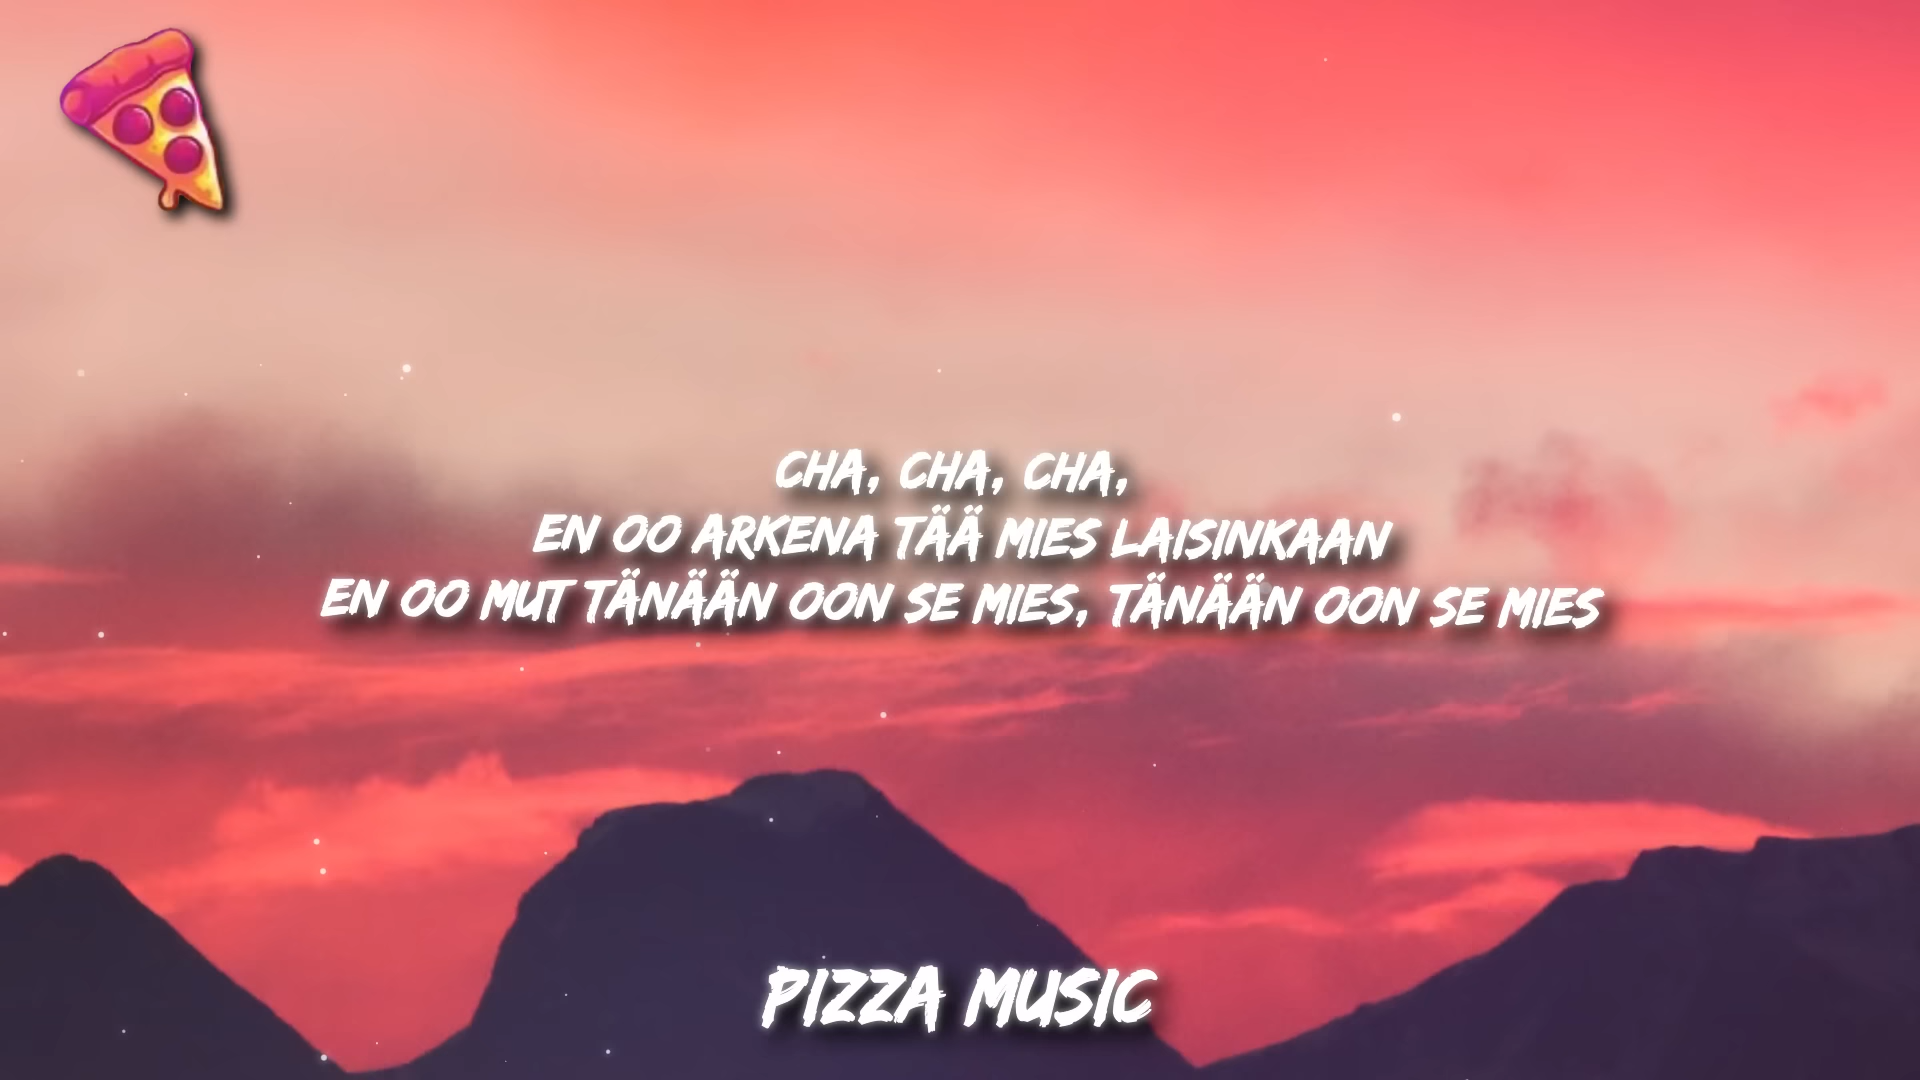 CHA, CHA, CHA,
EN OO ARKENA TÄÄ MIES LAISINKAAN
EN OO MUT TÄNÄÄN OON SE MIES, TÄNÄÄN OON SE MIES
PIZZA MUSIC